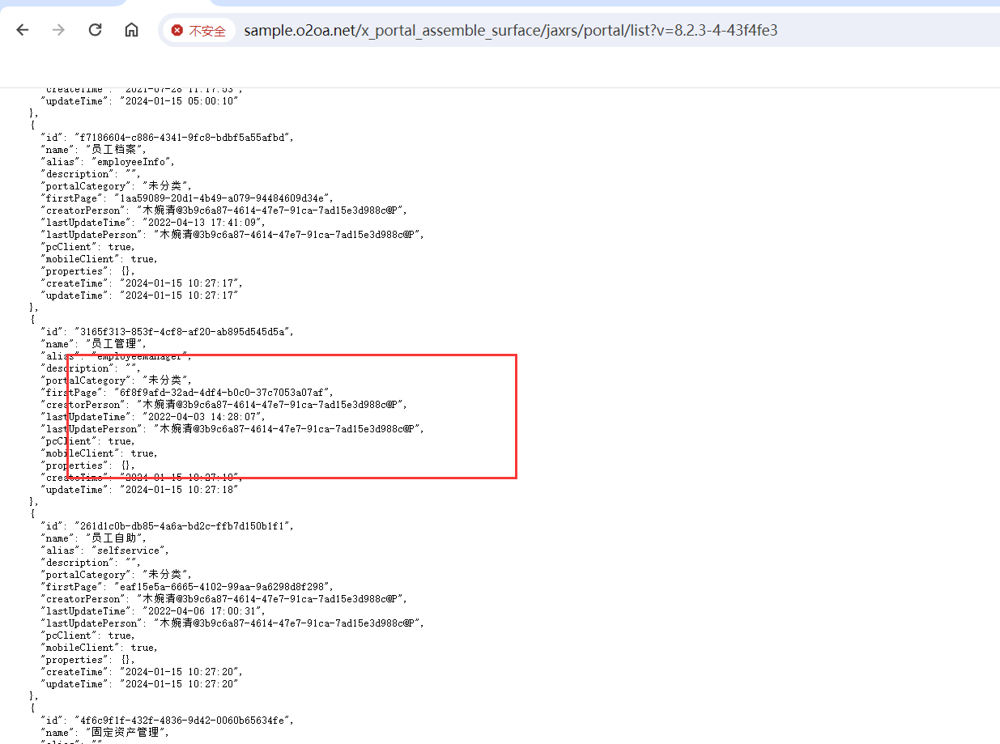 不安全 sample.o2oa.net/x_portal_assemble_surface/jaxrs/portal/list?v=8.2.3-4-43f4fe3
"createTime": "2021-07-28 11:17:53",
"updateTime": "2024-01-15 05:00:10"
},
{
"id": "f7186604-c886-4341-9fc8-bdbf5a55afbd",
"name": "员工档案",
"alias": "employeeInfo",
"description": "",
"portalCategory": "未分类",
"firstPage": "1aa59089-20d1-4b49-a079-94484609d34e",
"creatorPerson": "木婉清@3b9c6a87-4614-47e7-91ca-7ad15e3d988c@P",
"lastUpdateTime": "2022-04-13 17:41:09",
"lastUpdatePerson": "木婉清@3b9c6a87-4614-47e7-91ca-7ad15e3d988c@P",
"pcClient": true,
"mobileClient": true,
"properties": {},
"createTime": "2024-01-15 10:27:17",
"updateTime": "2024-01-15 10:27:17"
},
{
"id": "3165f313-853f-4cf8-af20-ab895d545d5a",
"name": "员工管理",
"alias": "employeemanager",
"description": "",
"portalCategory": "未分类",
"firstPage": "6f8f9afd-32ad-4df4-b0c0-37c7053a07af",
"creatorPerson": "木婉清@3b9c6a87-4614-47e7-91ca-7ad15e3d988c@P",
"lastUpdateTime": "2022-04-03 14:28:07",
"lastUpdatePerson": "木婉清@3b9c6a87-4614-47e7-91ca-7ad15e3d988c@P",
"pcClient": true,
"mobileClient": true,
"properties": {},
"createTime": "2024-01-15 10:27:18",
"updateTime": "2024-01-15 10:27:18"
},
{
"id": "261d1c0b-db85-4a6a-bd2c-ffb7d150b1f1",
"name": "员工自助",
"alias": "selfservice",
"description": "",
"portalCategory": "未分类",
"firstPage": "eaf15e5a-6665-4102-99aa-9a6298d8f298",
"creatorPerson": "木婉清@3b9c6a87-4614-47e7-91ca-7ad15e3d988c@P",
"lastUpdateTime": "2022-04-06 17:00:31",
"lastUpdatePerson": "木婉清@3b9c6a87-4614-47e7-91ca-7ad15e3d988c@P",
"pcClient": true,
"mobileClient": true,
"properties": {},
"createTime": "2024-01-15 10:27:20",
"updateTime": "2024-01-15 10:27:20"
},
{
"id": "4f6c9f1f-432f-4836-9d42-0060b65634fe",
"name": "固定资产管理",
"alias": ""